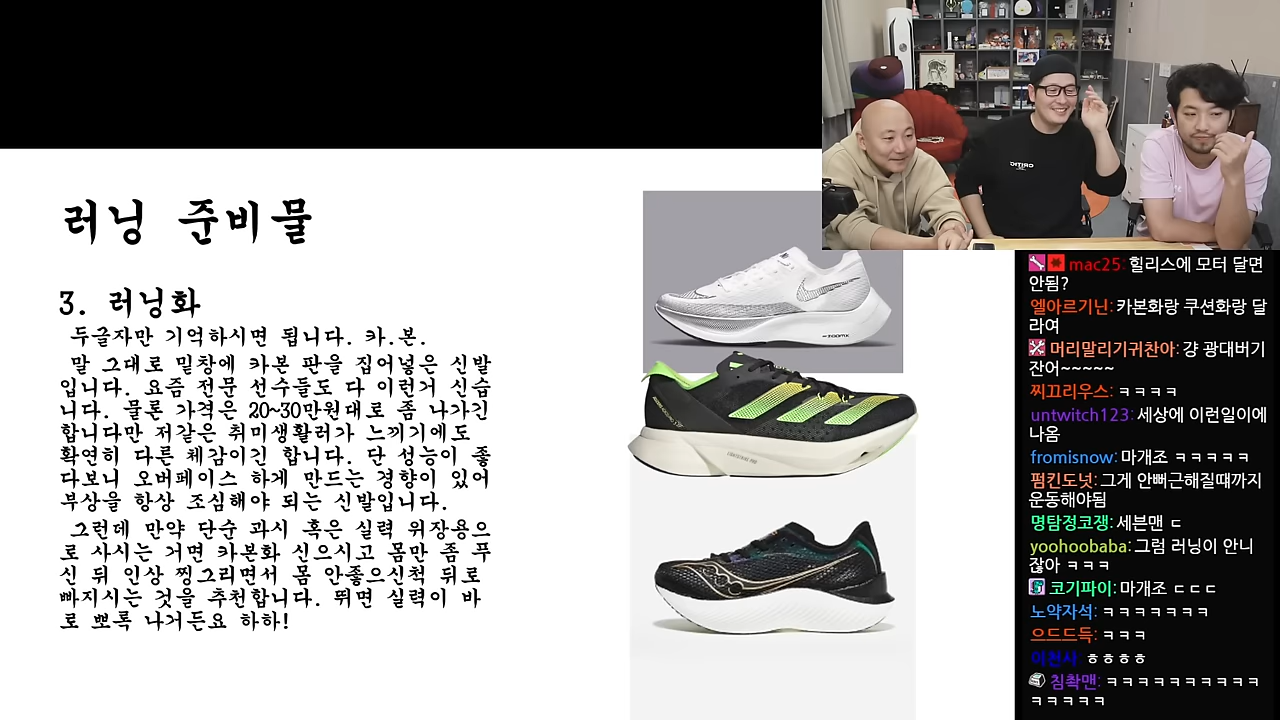 러닝 준비물
3. 러닝화
두글자만 기억하시면 됩니다. 카.본.
말 그대로 밑창에 카본 판을 집어넣은 신발
입니다. 요즘 전문 선수들도 다 이런거 신습
니다. 물론 가격은 20~30만원대로 좀 나가긴
합니다만 저같은 취미생활러가 느끼기에도
확연히 다른 체감이긴 합니다. 단 성능이 좋
다보니 오버페이스 하게 만드는 경향이 있어
부상을 항상 조심해야 되는 신발입니다.
그런데 만약 단순 과시 혹은 실력 위장용으
로 사시는 거면 카본화 신으시고 몸만 좀 푸
신 뒤 인상 찡그리면서 몸 안좋으신척 뒤로
빠지시는 것을 추천합니다. 뛰면 실력이 바
로 뽀록 나거든요 하하!
mac25: 힐리스에 모터 달면
안됨?
엘아르기닌: 카본화랑 쿠션화랑 달
라여
머리말리기귀찮아: 걍 광대버기
잔어~~~~~
찌끄리우스: ㅋㅋㅋㅋ
untwitch123: 세상에 이런일이에
나옴
fromisnow: 마개조 ㅋㅋㅋㅋㅋ
펌킨도넛: 그게 안뻐근해질때까지
운동해야됨
명탐정코쟁: 세븐맨 ㄷ
yoohoobaba: 그럼 러닝이 안니
잖아 ㅋㅋㅋ
코기파이: 마개조 ㄷㄷㄷ
노약자석: ㅋㅋㅋㅋㅋㅋㅋ
으드드득: ㅋㅋㅋ
이천사: ㅎㅎㅎㅎ
침촥맨: ㅋㅋㅋㅋㅋㅋㅋㅋㅋㅋ
ㅋㅋㅋㅋㅋ